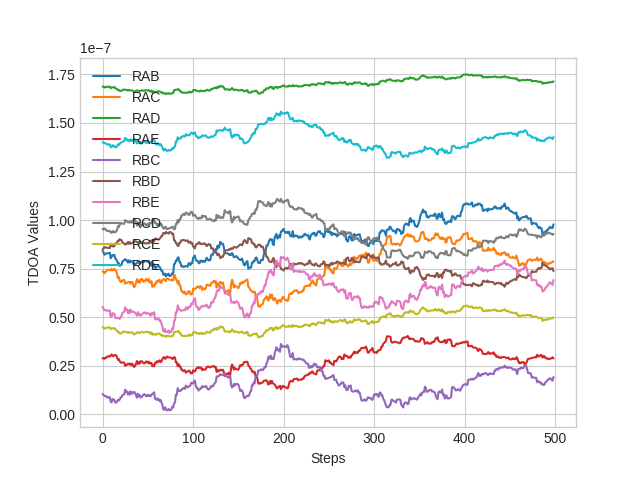 1e−7
1.75
1.50
1.25
1.00
0.75
0.50
0.25
0.00
TDOA Values
RAB
RAC
RAD
RAE
RBC
RBD
RBE
RCD
RCE
RDE
0
100
200
300
400
500
Steps